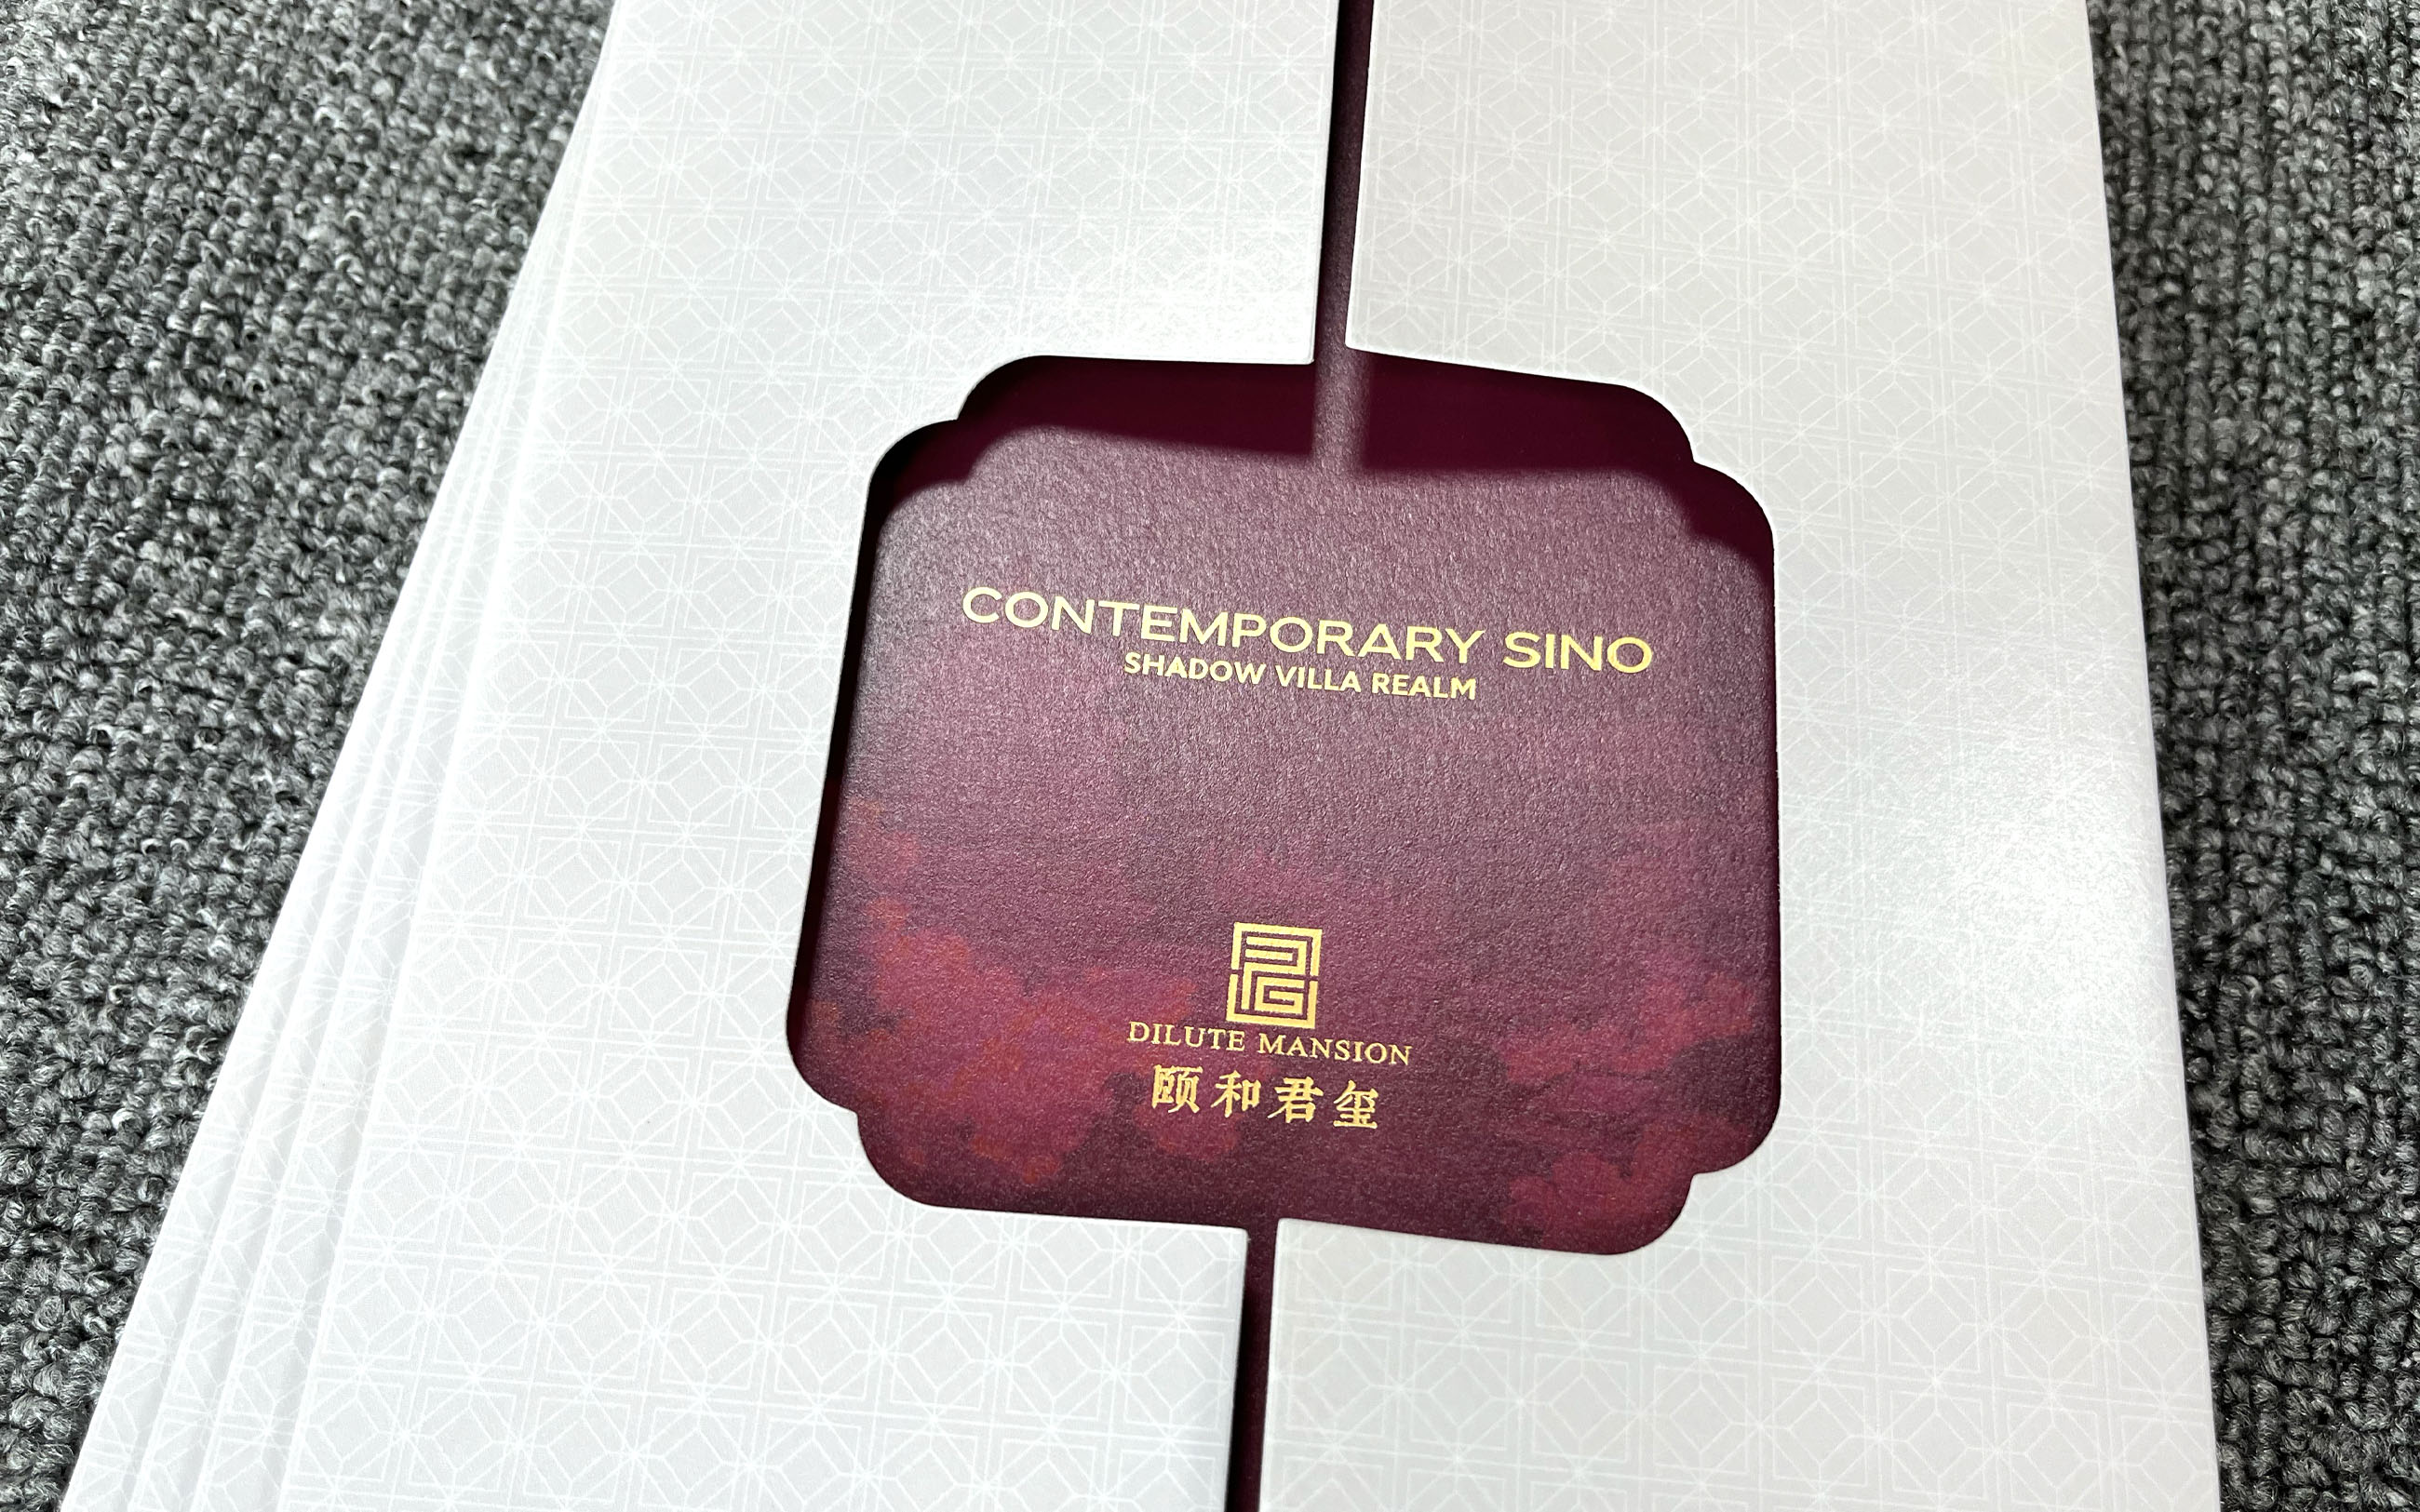 CONTEMPORARY SINO
SHADOW VILLA REALM
DILUTE MANSION
颐和君玺